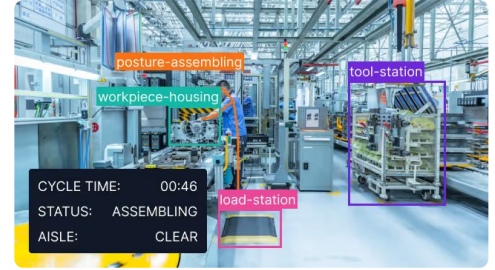 posture-assembling
tool-station
workpiece-housing
CYCLE TIME: 00:46
STATUS: ASSEMBLING
AISLE: CLEAR
load-station